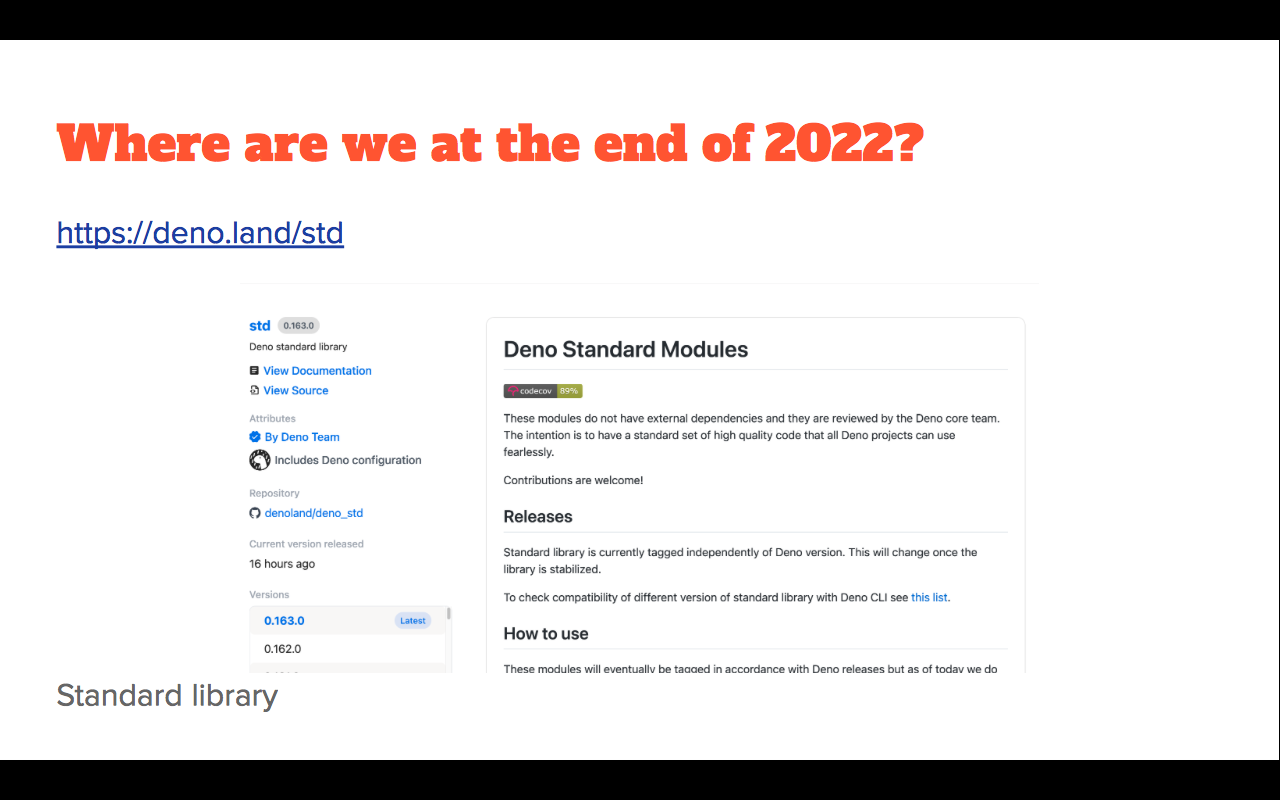 Where are we at the end of 2022?
https://deno.land/std
std 0.163.0
Deno standard library
View Documentation
View Source
Attributes
By Deno Team
Includes Deno configuration
Repository
denoland/deno_std
Current version released
16 hours ago
Versions
0.163.0 Latest
0.162.0
Deno Standard Modules
codecov 89%
These modules do not have external dependencies and they are reviewed by the Deno core team.
The intention is to have a standard set of high quality code that all Deno projects can use
fearlessly.
Contributions are welcome!
Releases
Standard library is currently tagged independently of Deno version. This will change once the
library is stabilized.
To check compatibility of different version of standard library with Deno CLI see this list.
How to use
These modules will eventually be tagged in accordance with Deno releases but as of today we do
Standard library